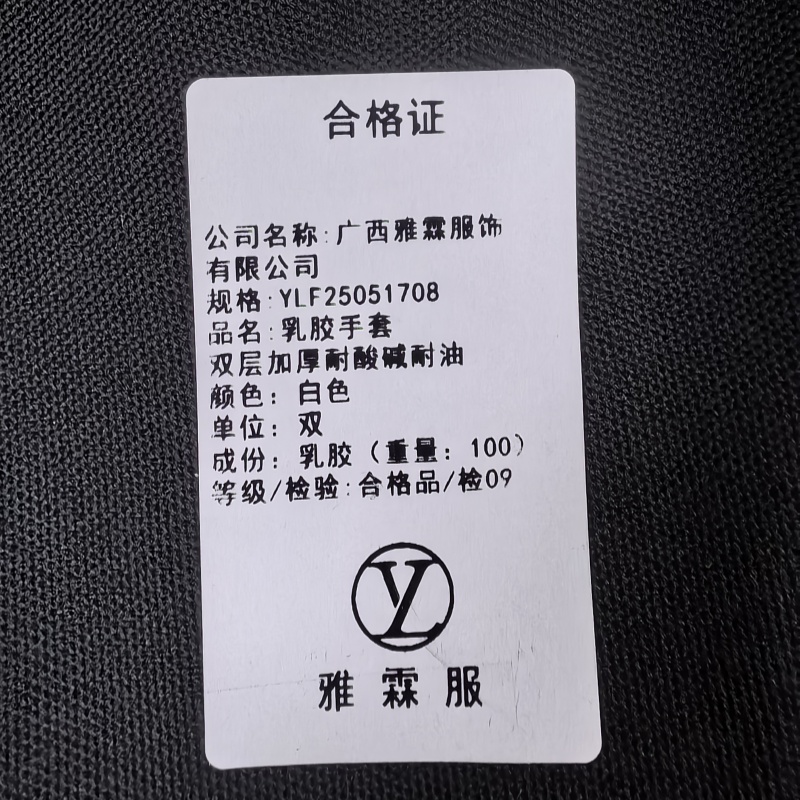 合格证
公司名称:广西雅霖服饰
有限公司
规格:YLF25051708
品名:乳胶手套
双层加厚耐酸碱耐油
颜色：白色
单位：双
成份：乳胶（重量：100）
等级/检验:合格品/检09
YL
雅霖服